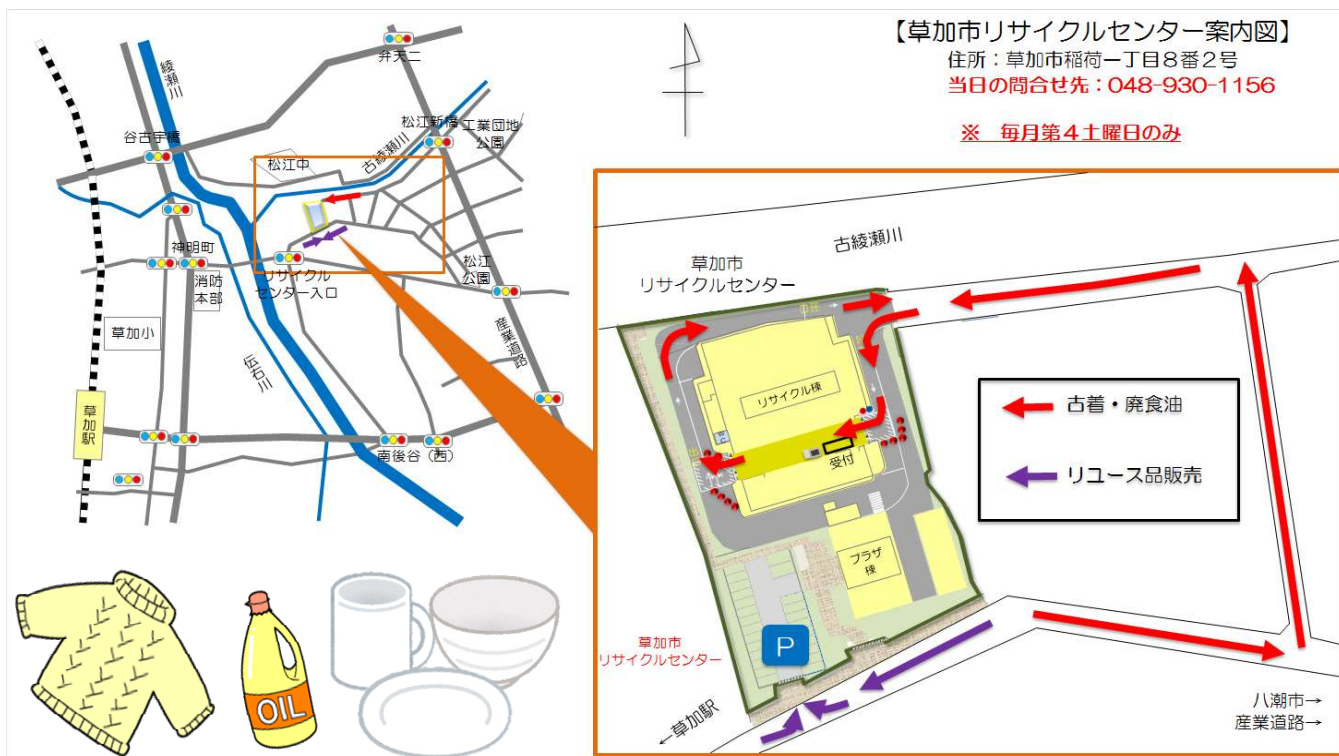 【草加市リサイクルセンター案内図】
住所：草加市稲荷一丁目８番２号
当日の問合せ先：048-930-1156
※　毎月第４土曜日のみ
弁天二
綾瀬川
谷古宇橋
松江中
古綾瀬川
松江新橋
工業団地
公園
神明町
消防
本部
リサイクル
センター入口
松江
公園
草加小
伝右川
産業道路
草加駅
南後谷（西）
OIL
古綾瀬川
草加市
リサイクルセンター
リサイクル棟
WC
受付
プラザ
棟
P
草加市
リサイクルセンター
←草加駅
古着・廃食油
リユース品販売
八潮市→
産業道路→